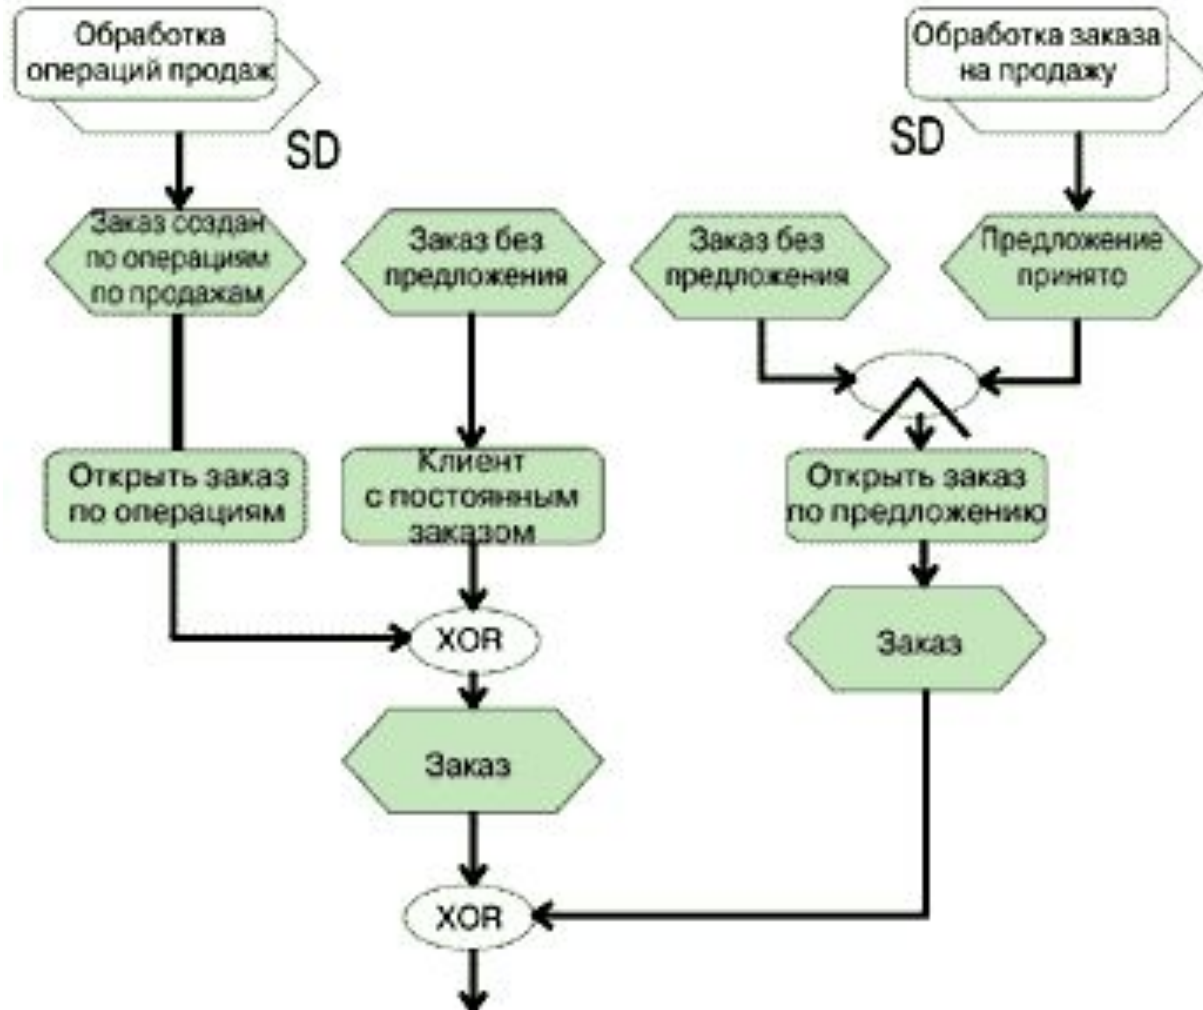 Обработка
операций продаж
SD
Обработка заказа
на продажу
SD
Заказ создан
по операциям
по продажам
Заказ без
предложения
Заказ без
предложения
Предложение
принято
Открыть заказ
по операциям
Клиент
с постоянным
заказом
Открыть заказ
по предложению
XOR
Заказ
Заказ
XOR